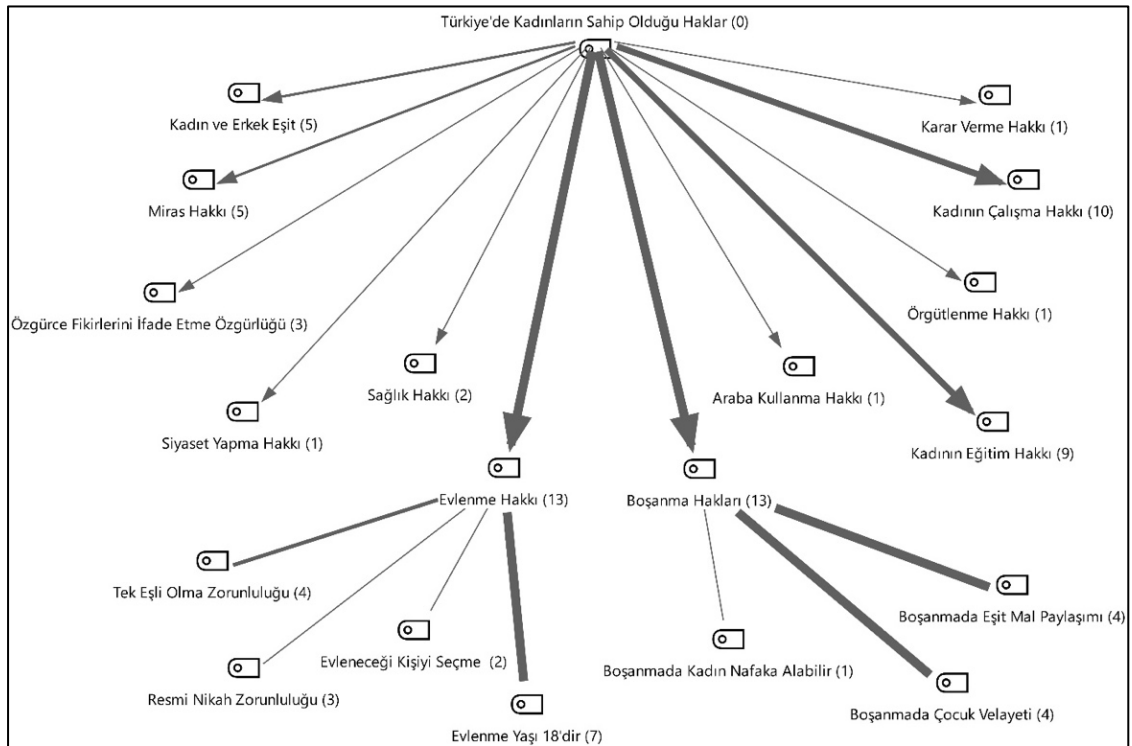 Türkiye'de Kadınların Sahip Olduğu Haklar (0)
Kadın ve Erkek Eşit (5)
Karar Verme Hakkı (1)
Miras Hakkı (5)
Kadının Çalışma Hakkı (10)
Özgürce Fikirlerini İfade Etme Özgürlüğü (3)
Örgütlenme Hakkı (1)
Sağlık Hakkı (2)
Araba Kullanma Hakkı (1)
Siyaset Yapma Hakkı (1)
Kadının Eğitim Hakkı (9)
Evlenme Hakkı (13)
Boşanma Hakları (13)
Tek Eşli Olma Zorunluluğu (4)
Boşanmada Eşit Mal Paylaşımı (4)
Evleneceği Kişiyi Seçme (2)
Boşanmada Kadın Nafaka Alabilir (1)
Resmi Nikah Zorunluluğu (3)
Boşanmada Çocuk Velayeti (4)
Evlenme Yaşı 18'dir (7)